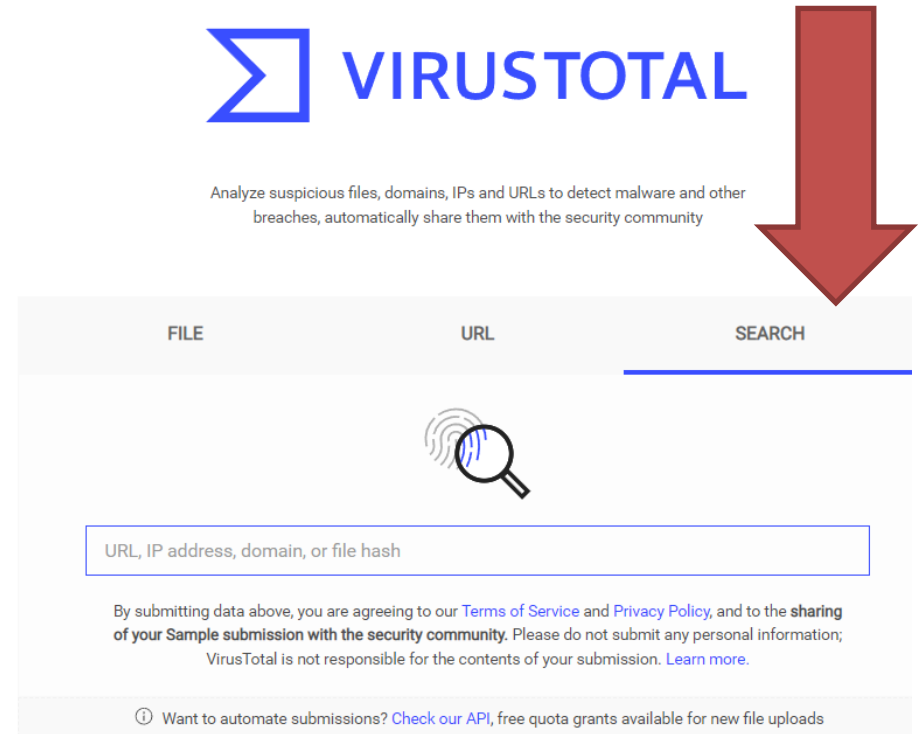 VIRUSTOTAL
Analyze suspicious files, domains, IPs and URLs to detect malware and other
breaches, automatically share them with the security community
FILE URL SEARCH
URL, IP address, domain, or file hash
By submitting data above, you are agreeing to our Terms of Service and Privacy Policy, and to the sharing
of your Sample submission with the security community. Please do not submit any personal information;
VirusTotal is not responsible for the contents of your submission. Learn more.
Want to automate submissions? Check our API, free quota grants available for new file uploads